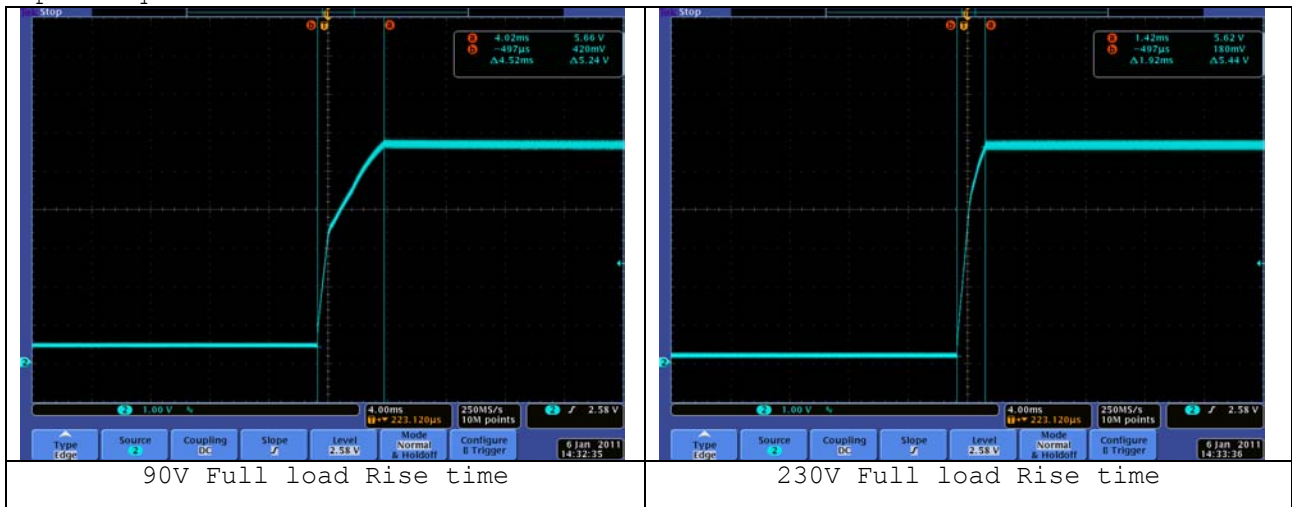 Stop
b T a
a 4.02ms 5.66 V
b −497µs 420mV
Δ4.52ms Δ5.24 V
2
2 1.00 V
4.00ms
T→▾ 223.120µs
250MS/s
10M points
2 2.58 V
Type
Edge
Source
2
Coupling
DC
Slope
Level
2.58 V
Mode
Normal
& Holdoff
Configure
B Trigger
6 Jan 2011
14:32:35
Stop
b T a
a 1.42ms 5.62 V
b −497µs 180mV
Δ1.92ms Δ5.44 V
2
2 1.00 V
4.00ms
T→▾ 223.120µs
250MS/s
10M points
2 2.58 V
Type
Edge
Source
2
Coupling
DC
Slope
Level
2.58 V
Mode
Normal
& Holdoff
Configure
B Trigger
6 Jan 2011
14:33:36
90V Full load Rise time
230V Full load Rise time